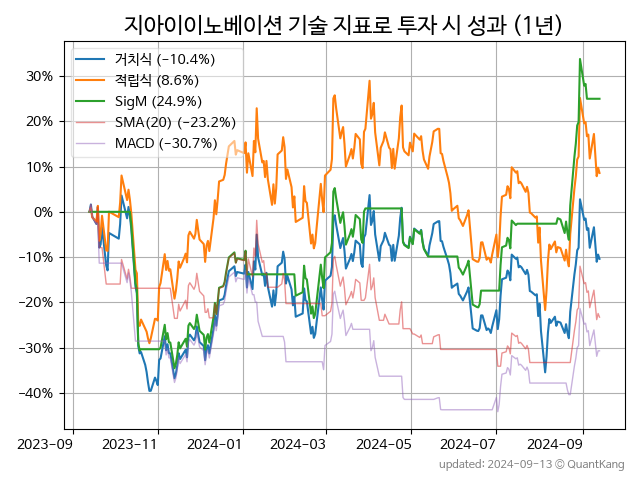 지아이이노베이션 기술 지표로 투자 시 성과 (1년)
거치식 (−10.4%)
적립식 (8.6%)
SigM (24.9%)
SMA(20) (−23.2%)
MACD (−30.7%)
30%
20%
10%
0%
−10%
−20%
−30%
−40%
2023-09 2023-11 2024-01 2024-03 2024-05 2024-07 2024-09
updated: 2024-09-13 © QuantKang